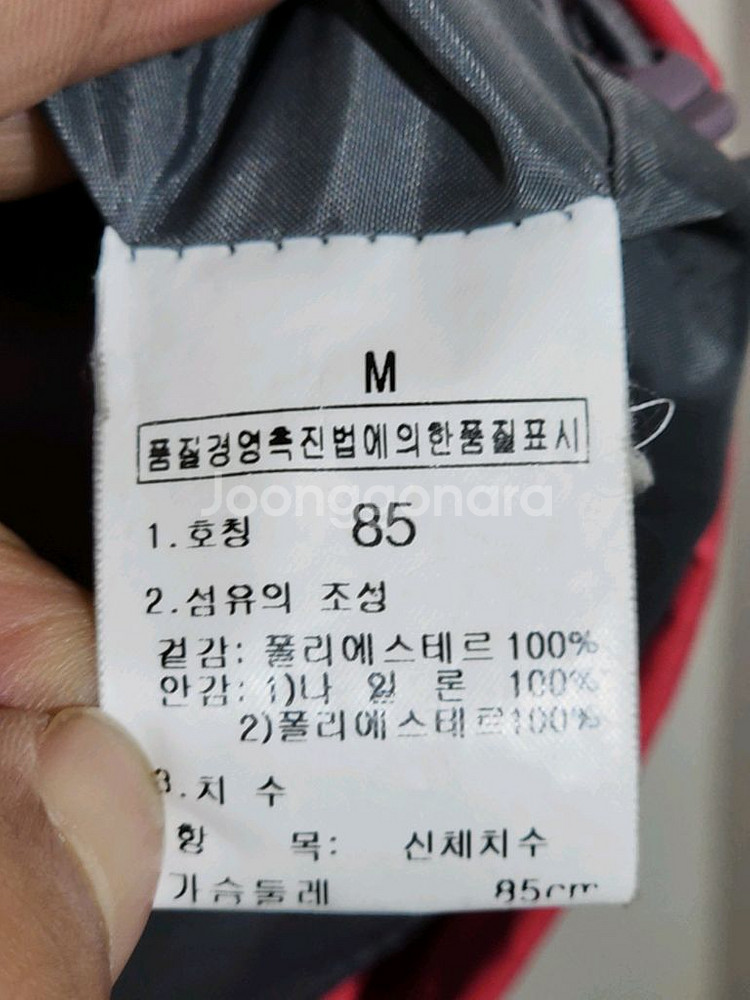 M
품질경영촉진법에의한품질표시
Joonggonara
1.호칭 85
2.섬유의 조성
겉감: 폴리에스테르 100%
안감: 1)나 일 론 100%
2)폴리에스테르100%
3.치 수
항 목: 신체치수
가슴둘레 85cm